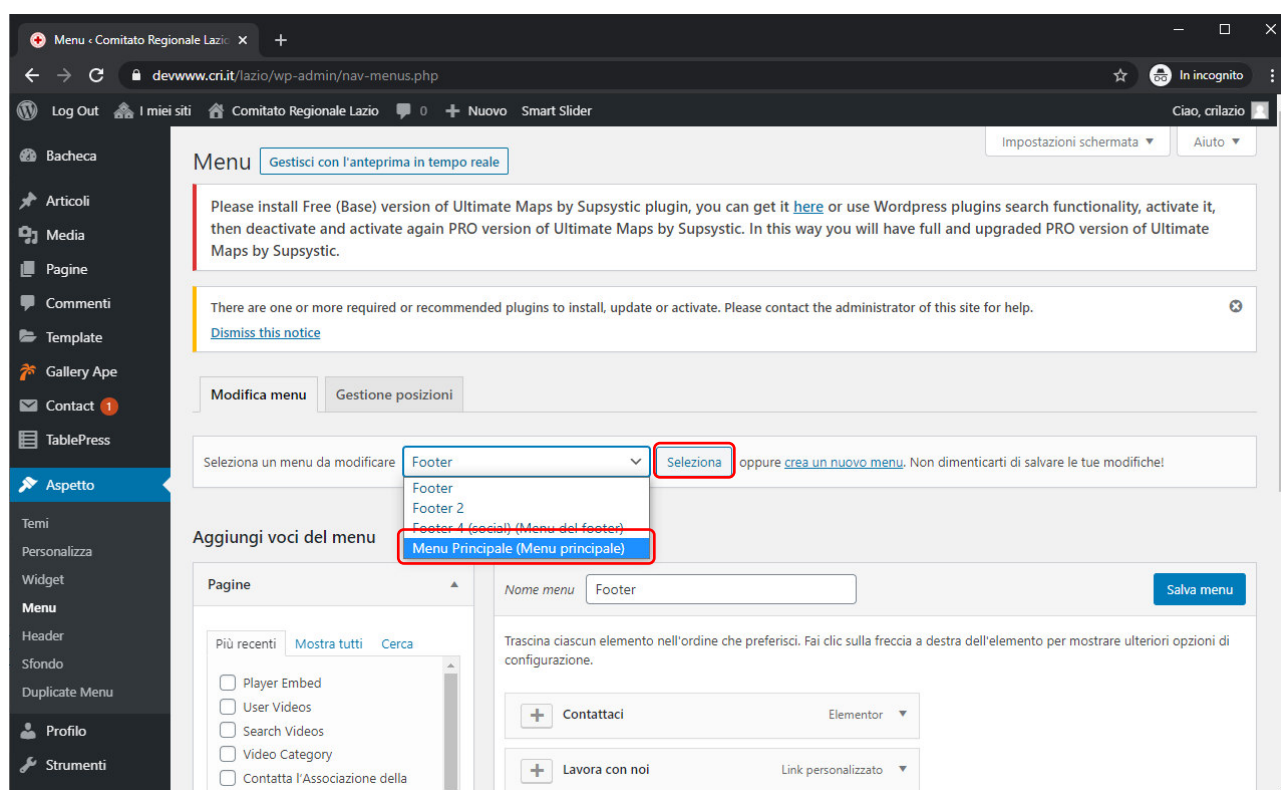 Menu ‹ Comitato Regionale Lazio
devwww.cri.it/lazio/wp-admin/nav-menus.php
In incognito
Log Out I miei siti Comitato Regionale Lazio 0 Nuovo Smart Slider Ciao, crilazio
Impostazioni schermata Aiuto
Bacheca
Articoli
Media
Pagine
Commenti
Template
Gallery Ape
Contact 1
TablePress
Aspetto
Temi
Personalizza
Widget
Menu
Header
Sfondo
Duplicate Menu
Profilo
Strumenti
Menu Gestisci con l'anteprima in tempo reale
Please install Free (Base) version of Ultimate Maps by Supsystic plugin, you can get it here or use Wordpress plugins search functionality, activate it,
then deactivate and activate again PRO version of Ultimate Maps by Supsystic. In this way you will have full and upgraded PRO version of Ultimate
Maps by Supsystic.
There are one or more required or recommended plugins to install, update or activate. Please contact the administrator of this site for help.
Dismiss this notice
Modifica menu Gestione posizioni
Seleziona un menu da modificare Footer Seleziona oppure crea un nuovo menu. Non dimenticarti di salvare le tue modifiche!
Footer
Footer 2
Footer 4 (social) (Menu del footer)
Menu Principale (Menu principale)
Aggiungi voci del menu
Pagine
Più recenti Mostra tutti Cerca
Player Embed
User Videos
Search Videos
Video Category
Contatta l'Associazione della
Nome menu Footer Salva menu
Trascina ciascun elemento nell'ordine che preferisci. Fai clic sulla freccia a destra dell'elemento per mostrare ulteriori opzioni di
configurazione.
Contattaci Elementor
Lavora con noi Link personalizzato